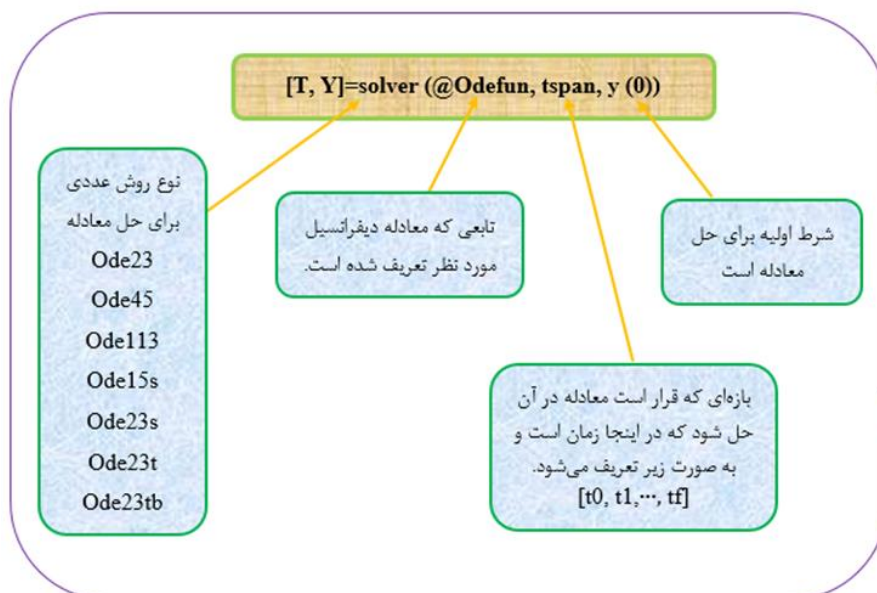 [T, Y]=solver (@Odefun, tspan, y (0))
نوع روش عددی
برای حل معادله
Ode23
Ode45
Ode113
Ode15s
Ode23s
Ode23t
Ode23tb
تابعی که معادله دیفرانسیل
مورد نظر تعریف شده است.
شرط اولیه برای حل
معادله است
بازه‌ای که قرار است معادله در آن
حل شود که در اینجا زمان است و
به صورت زیر تعریف می‌شود.
[t0, t1,⋯, tf]